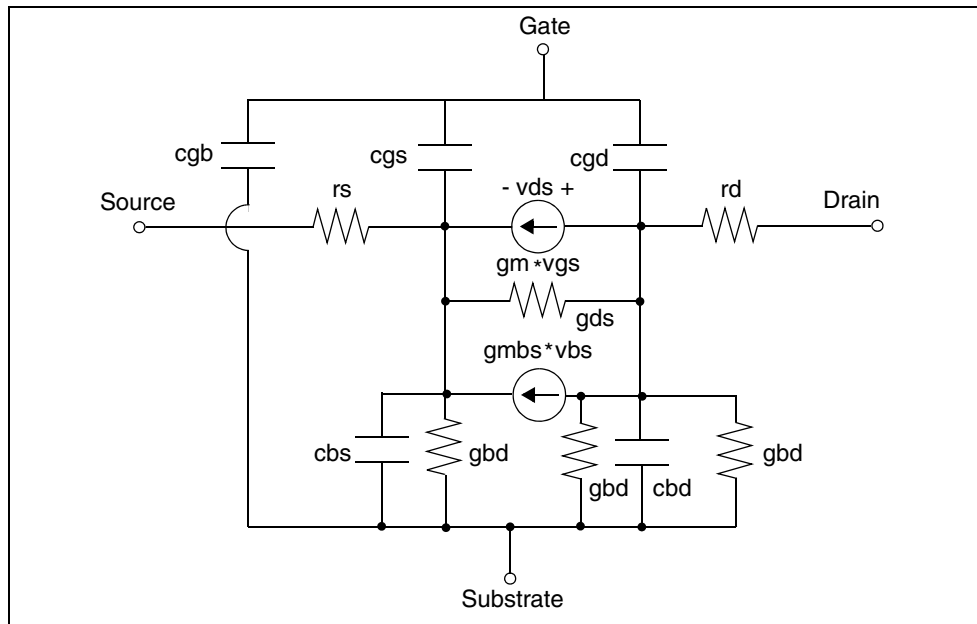 Gate
cgb
cgs
cgd
Source
rs
- vds +
rd
Drain
gm*vgs
gds
gmbs*vbs
cbs
gbd
gbd
cbd
gbd
Substrate